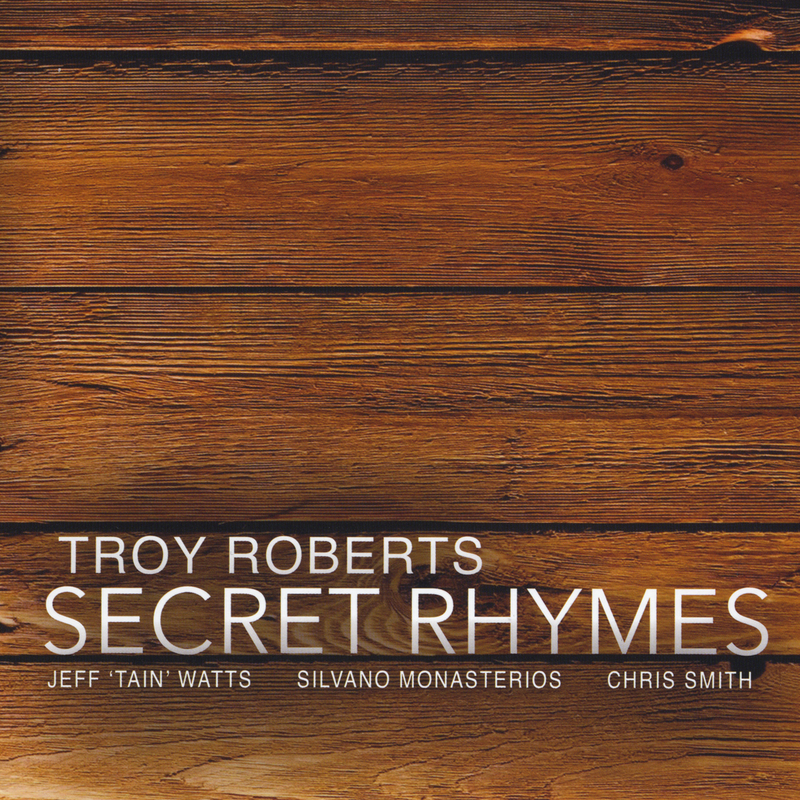 TROY ROBERTS
SECRET RHYMES
JEFF ‘TAIN’ WATTS SILVANO MONASTERIOS CHRIS SMITH